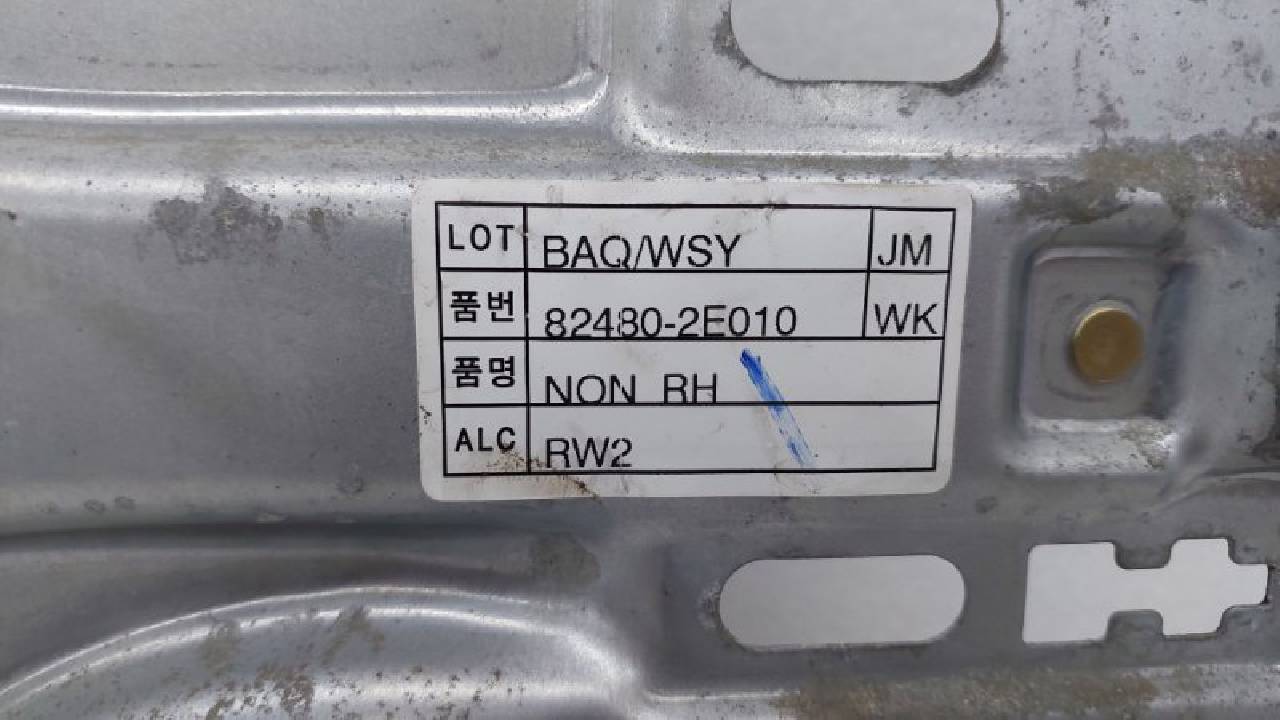 LOT BAQ/WSY JM
품번 82480-2E010 WK
품명 NON RH
ALC RW2